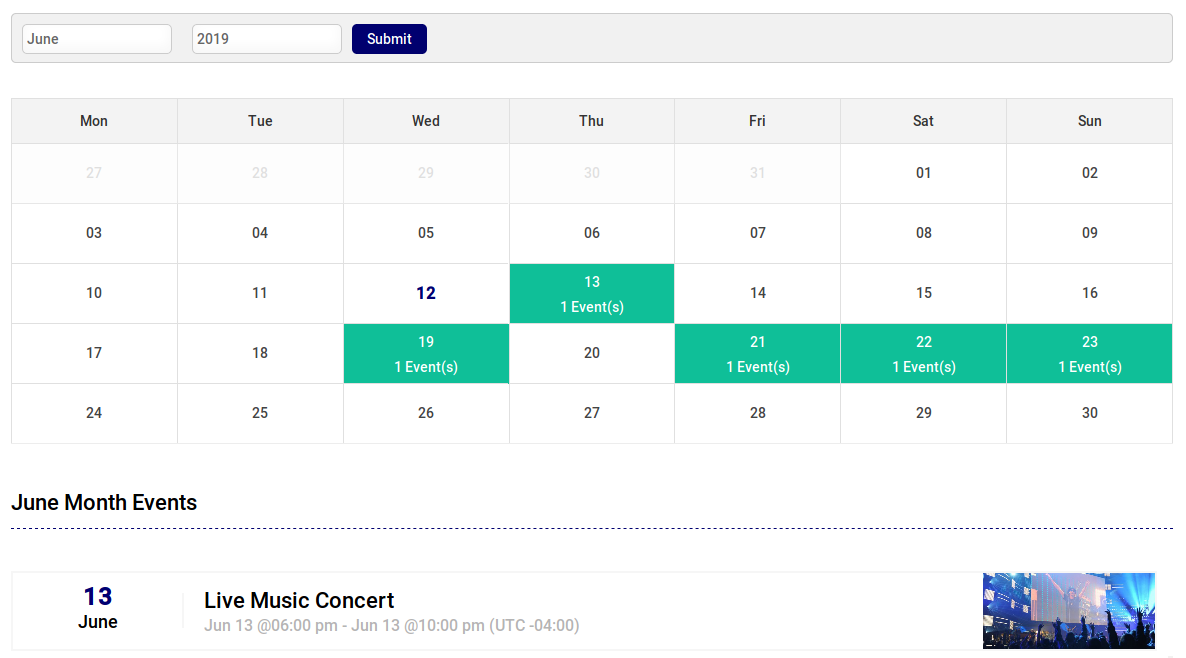 June 2019 Submit
Mon Tue Wed Thu Fri Sat Sun
27 28 29 30 31 01 02
03 04 05 06 07 08 09
10 11 12 13 14 15 16
1 Event(s)
17 18 19 20 21 22 23
1 Event(s) 1 Event(s) 1 Event(s) 1 Event(s)
24 25 26 27 28 29 30
June Month Events
13
June
Live Music Concert
Jun 13 @06:00 pm - Jun 13 @10:00 pm (UTC -04:00)